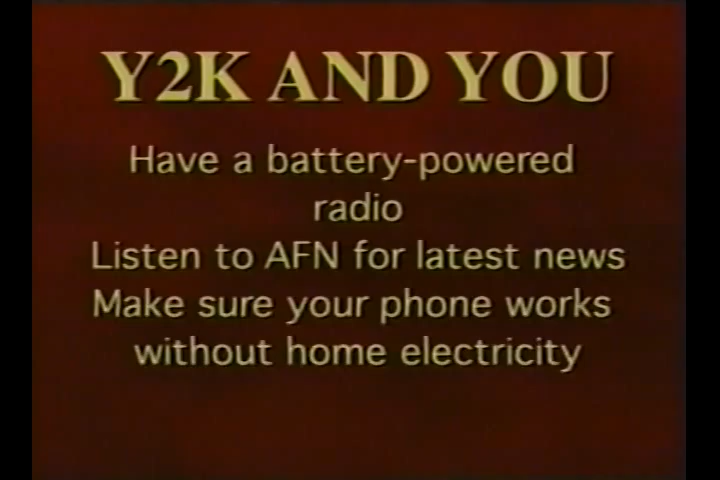 Y2K AND YOU
Have a battery-powered
radio
Listen to AFN for latest news
Make sure your phone works
without home electricity